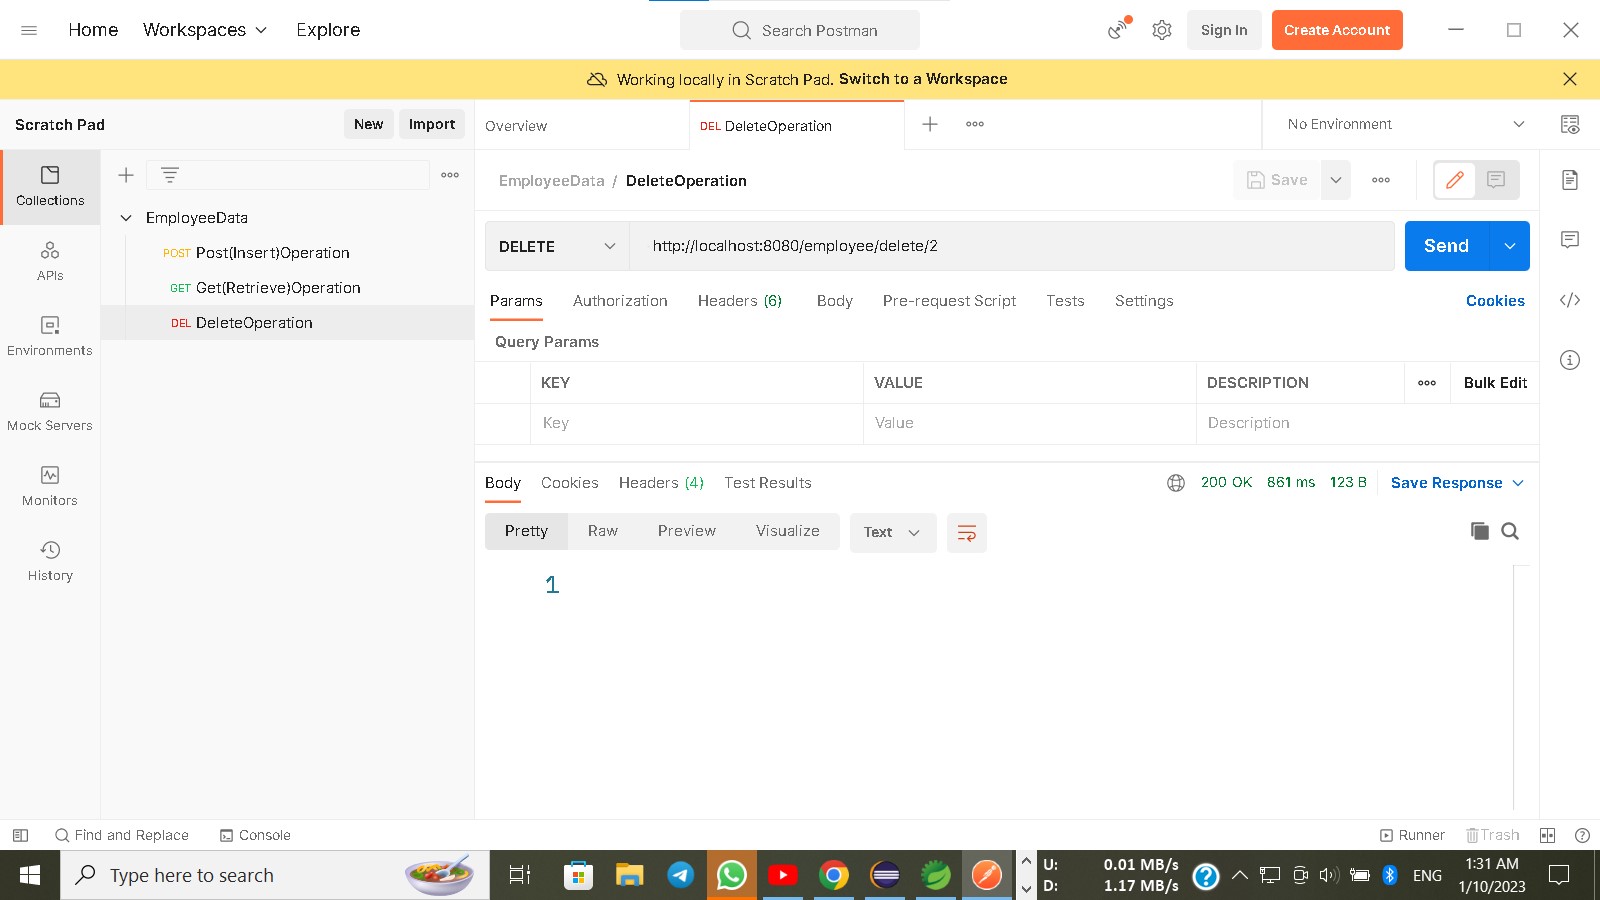 Home Workspaces Explore Search Postman Sign In Create Account
Working locally in Scratch Pad. Switch to a Workspace
Scratch Pad New Import Overview DEL DeleteOperation No Environment
Collections
APIs
Environments
Mock Servers
Monitors
History
EmployeeData
POST Post(Insert)Operation
GET Get(Retrieve)Operation
DEL DeleteOperation
EmployeeData / DeleteOperation Save
DELETE http://localhost:8080/employee/delete/2 Send
Params Authorization Headers (6) Body Pre-request Script Tests Settings Cookies
Query Params
KEY VALUE DESCRIPTION Bulk Edit
Key Value Description
Body Cookies Headers (4) Test Results 200 OK 861 ms 123 B Save Response
Pretty Raw Preview Visualize Text
1
Find and Replace Console Runner Trash
Type here to search
U: 0.01 MB/s
D: 1.17 MB/s
ENG
1:31 AM
1/10/2023